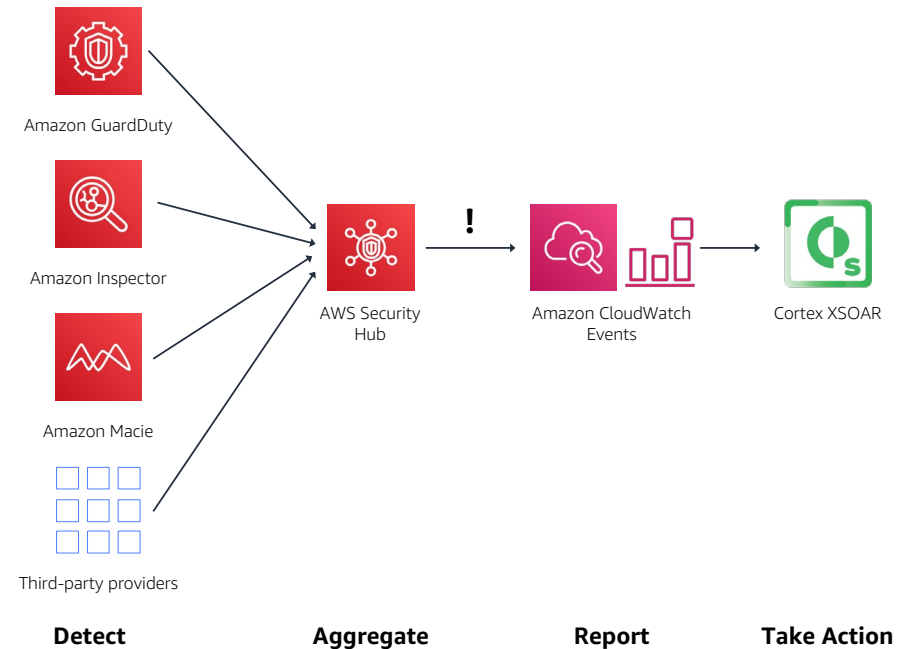 Amazon GuardDuty
Amazon Inspector
Amazon Macie
Third-party providers
!
AWS Security
Hub
Amazon CloudWatch
Events
S
Cortex XSOAR
Detect
Aggregate
Report
Take Action